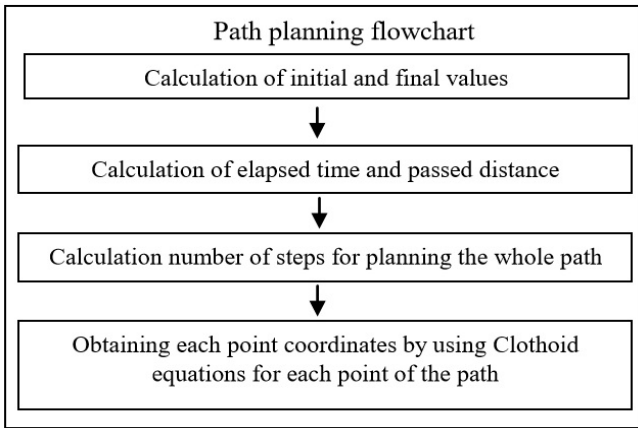 Path planning flowchart
Calculation of initial and final values
Calculation of elapsed time and passed distance
Calculation number of steps for planning the whole path
Obtaining each point coordinates by using Clothoid
equations for each point of the path